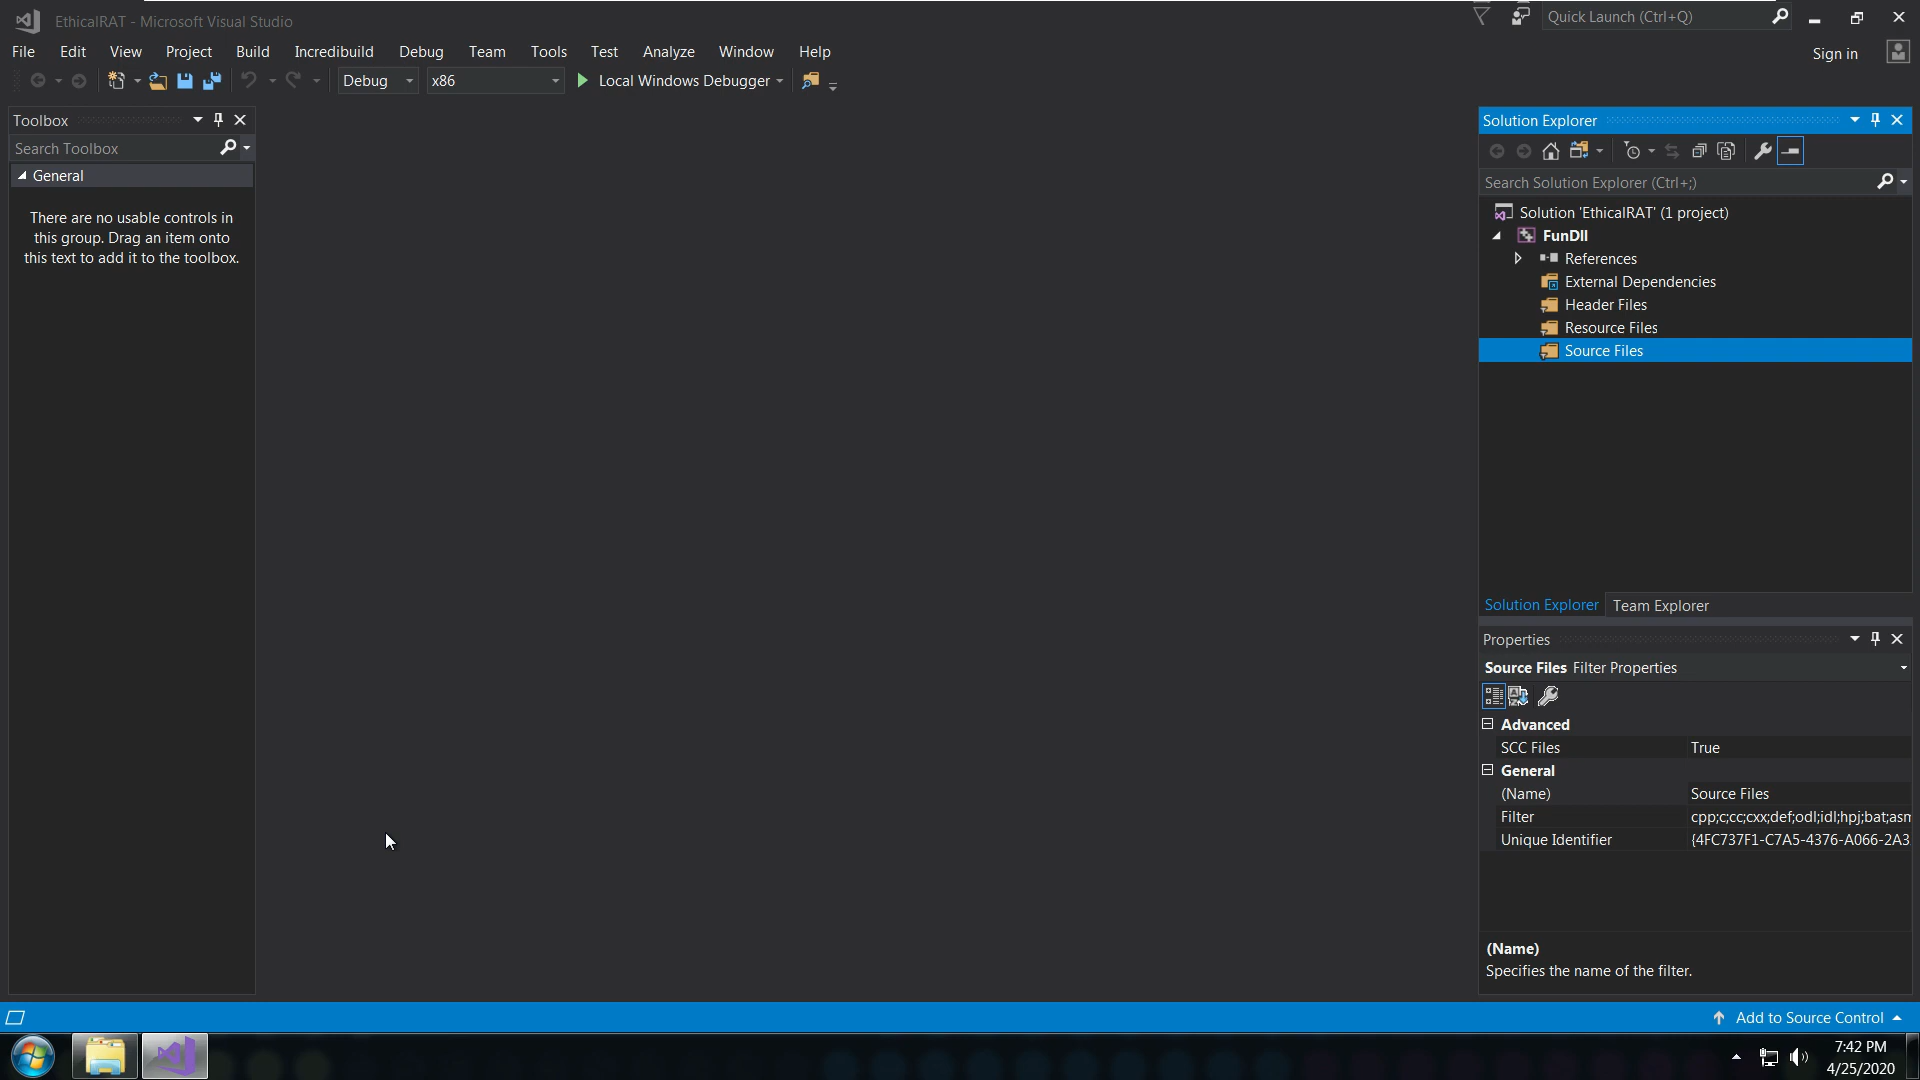 EthicalRAT - Microsoft Visual Studio
Quick Launch (Ctrl+Q)
File Edit View Project Build Incredibuild Debug Team Tools Test Analyze Window Help
Sign in
Debug x86 Local Windows Debugger
Toolbox
Search Toolbox
General
There are no usable controls in
this group. Drag an item onto
this text to add it to the toolbox.
Solution Explorer
Search Solution Explorer (Ctrl+;)
Solution 'EthicalRAT' (1 project)
FunDll
References
External Dependencies
Header Files
Resource Files
Source Files
Solution Explorer Team Explorer
Properties
Source Files Filter Properties
Advanced
SCC Files True
General
(Name) Source Files
Filter cpp;c;cc;cxx;def;odl;idl;hpj;bat;asm
Unique Identifier {4FC737F1-C7A5-4376-A066-2A3
(Name)
Specifies the name of the filter.
Add to Source Control
7:42 PM
4/25/2020